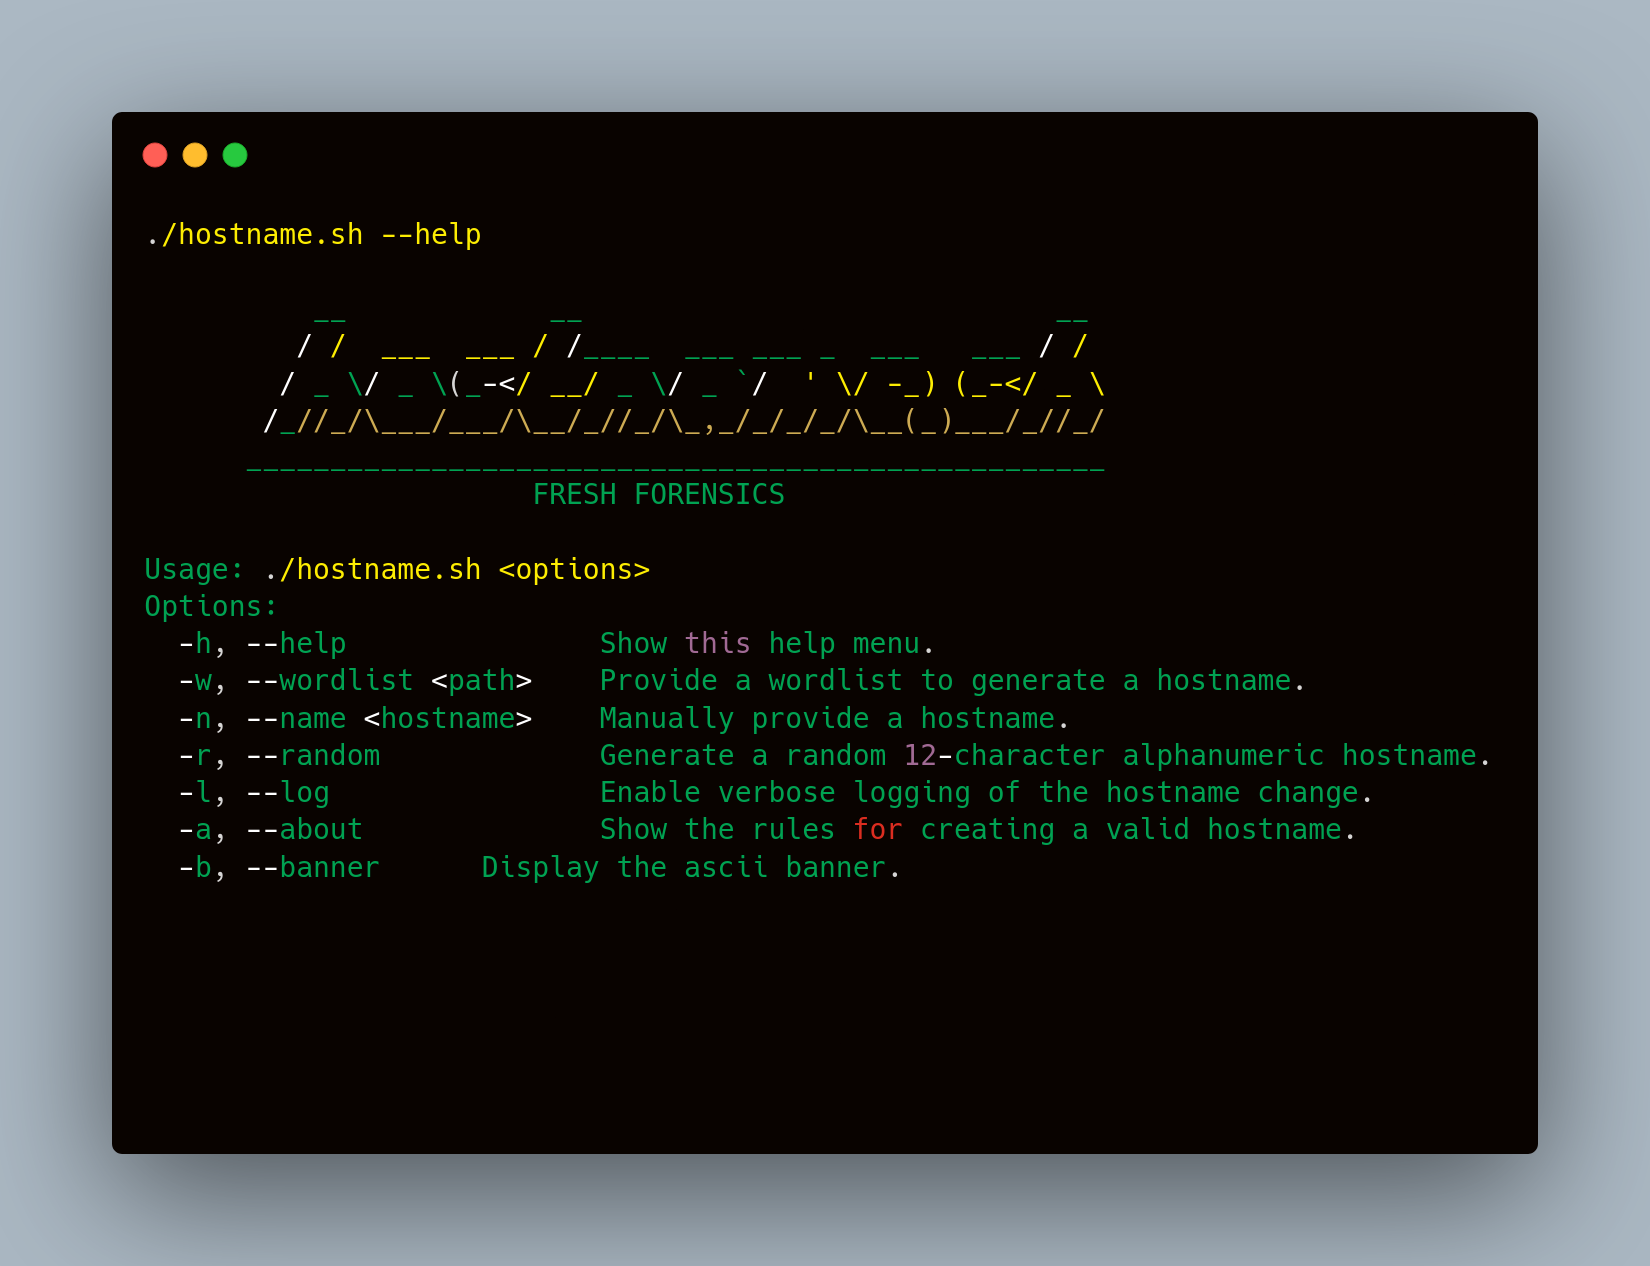 ./hostname.sh --help
          __            __                            __
         / /  ___  ___ / /____  ___ ___ _  ___   ___ / /
        / _ \/ _ \(_-</ __/ _ \/ _ `/  ' \/ -_) (_-</ _ \
       /_//_/\___/___/\__/_//_/\_,_/_/_/_/\__(_)___/_//_/
      ___________________________________________________
                       FRESH FORENSICS
Usage: ./hostname.sh <options>
Options:
  -h, --help               Show this help menu.
  -w, --wordlist <path>    Provide a wordlist to generate a hostname.
  -n, --name <hostname>    Manually provide a hostname.
  -r, --random             Generate a random 12-character alphanumeric hostname.
  -l, --log                Enable verbose logging of the hostname change.
  -a, --about              Show the rules for creating a valid hostname.
  -b, --banner      Display the ascii banner.